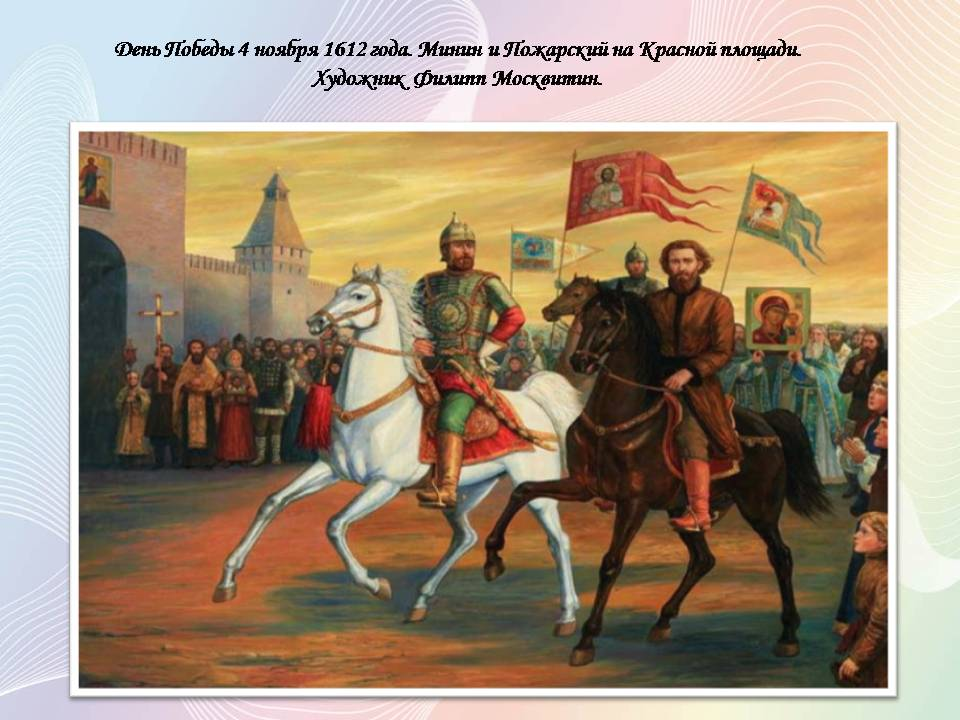 День Победы 4 ноября 1612 года. Минин и Пожарский на Красной площади.
Художник Филипп Москвитин.